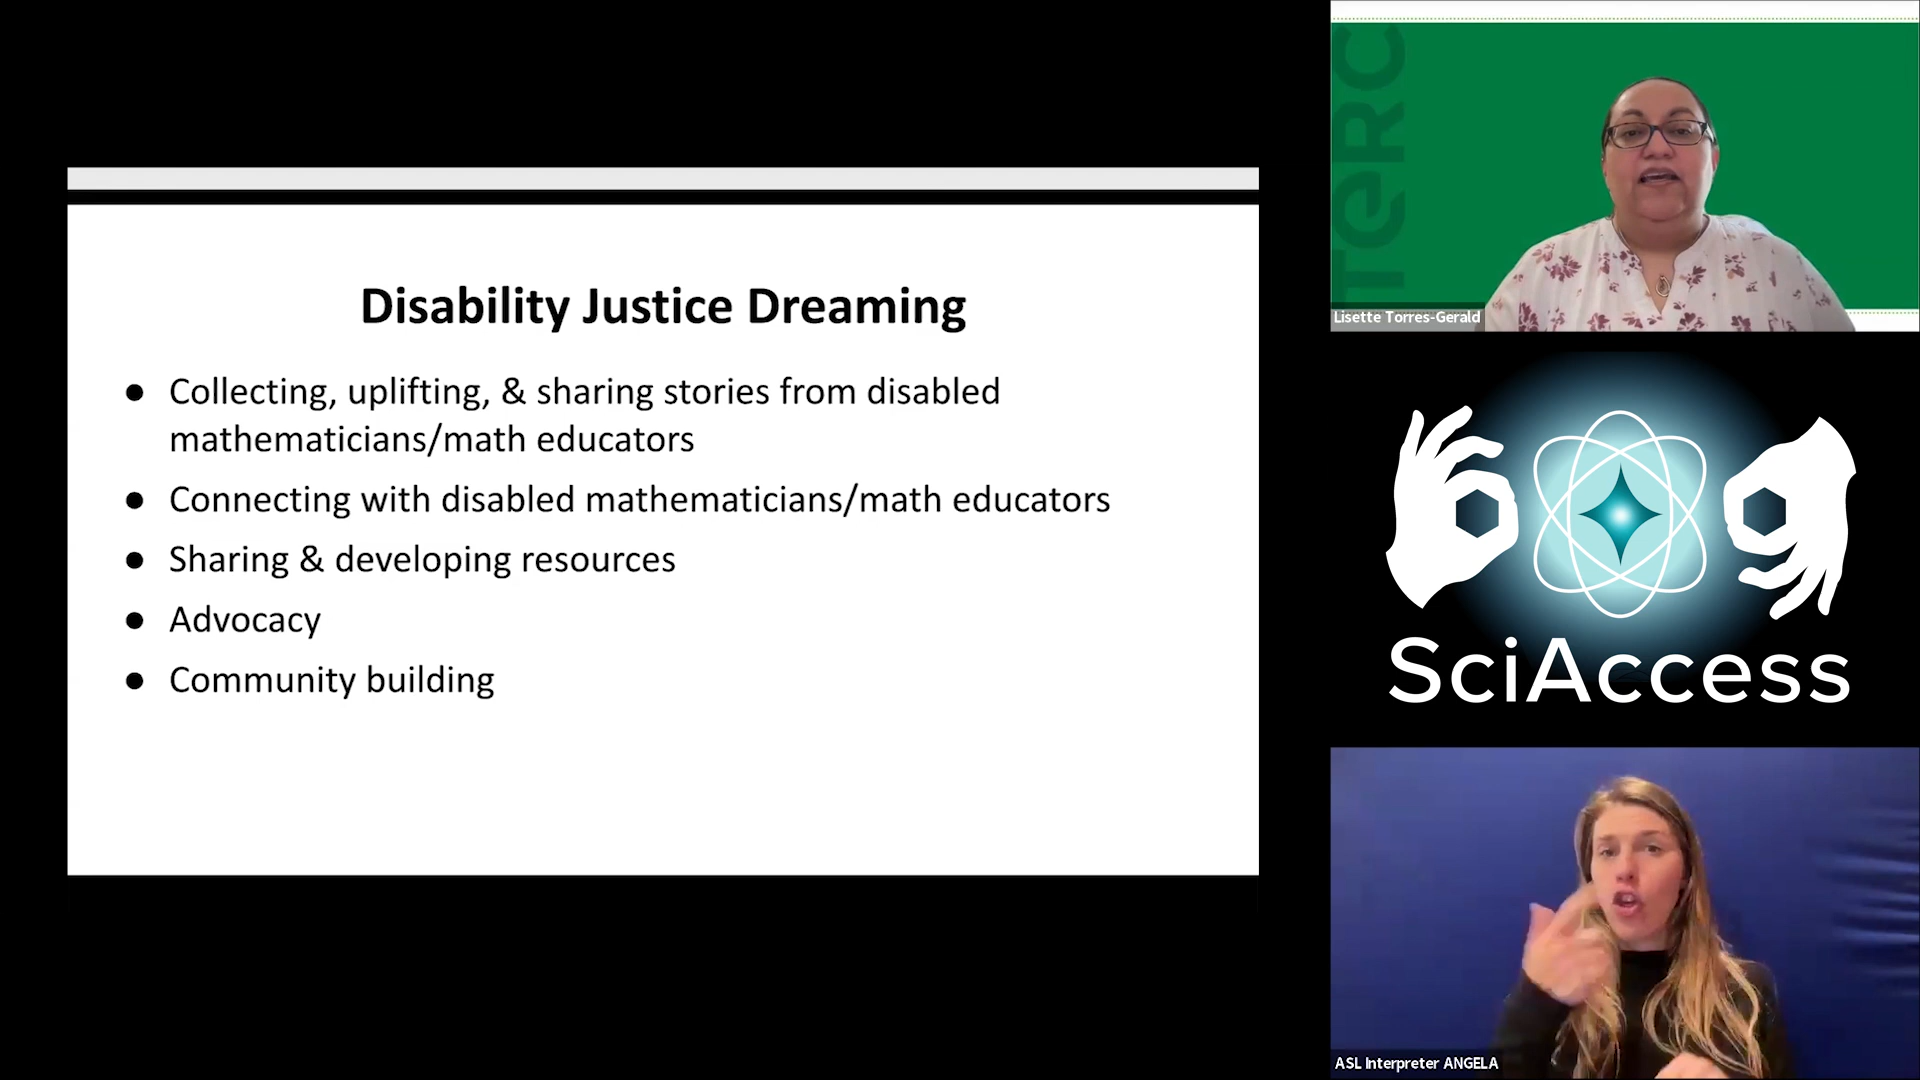 Disability Justice Dreaming
● Collecting, uplifting, & sharing stories from disabled
mathematicians/math educators
● Connecting with disabled mathematicians/math educators
● Sharing & developing resources
● Advocacy
● Community building
TERC
Lisette Torres-Gerald
SciAccess
ASL Interpreter ANGELA